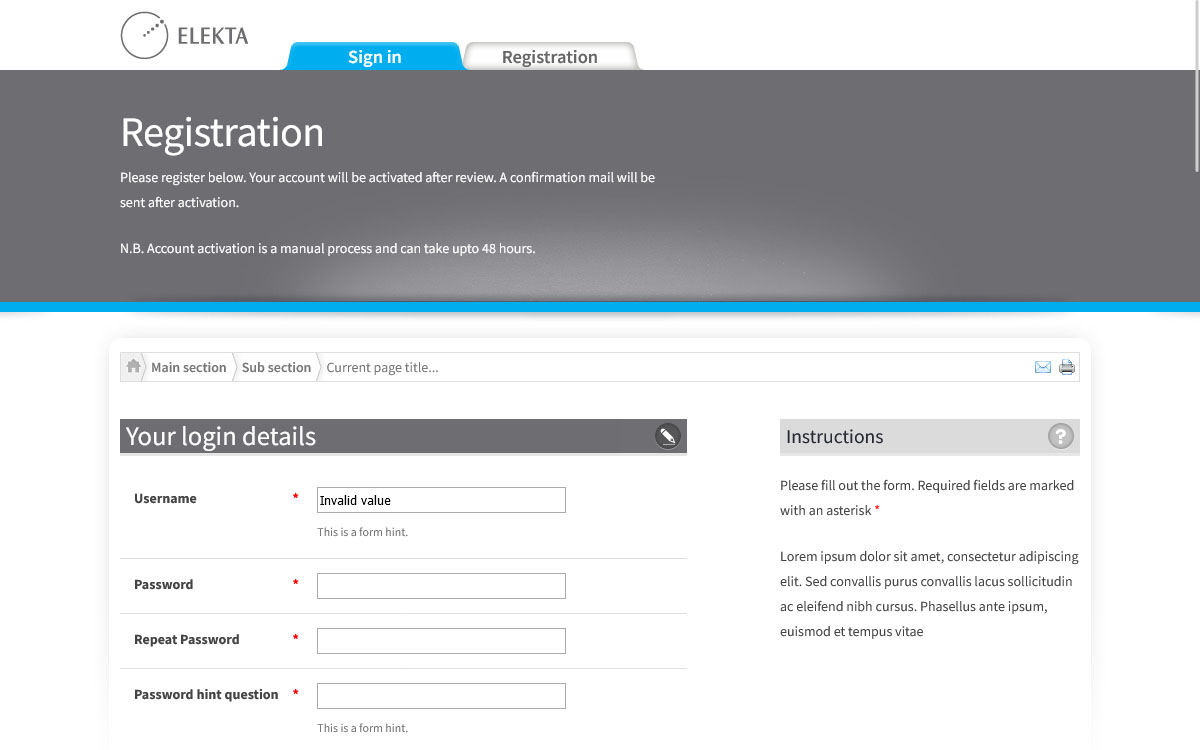 ELEKTA
Sign in
Registration
Registration
Please register below. Your account will be activated after review. A confirmation mail will be
sent after activation.
N.B. Account activation is a manual process and can take upto 48 hours.
Main section
Sub section
Current page title...
Your login details
Username *
Invalid value
This is a form hint.
Password *
Repeat Password *
Password hint question *
This is a form hint.
Instructions
?
Please fill out the form. Required fields are marked
with an asterisk *
Lorem ipsum dolor sit amet, consectetur adipiscing
elit. Sed convallis purus convallis lacus sollicitudin
ac eleifend nibh cursus. Phasellus ante ipsum,
euismod et tempus vitae